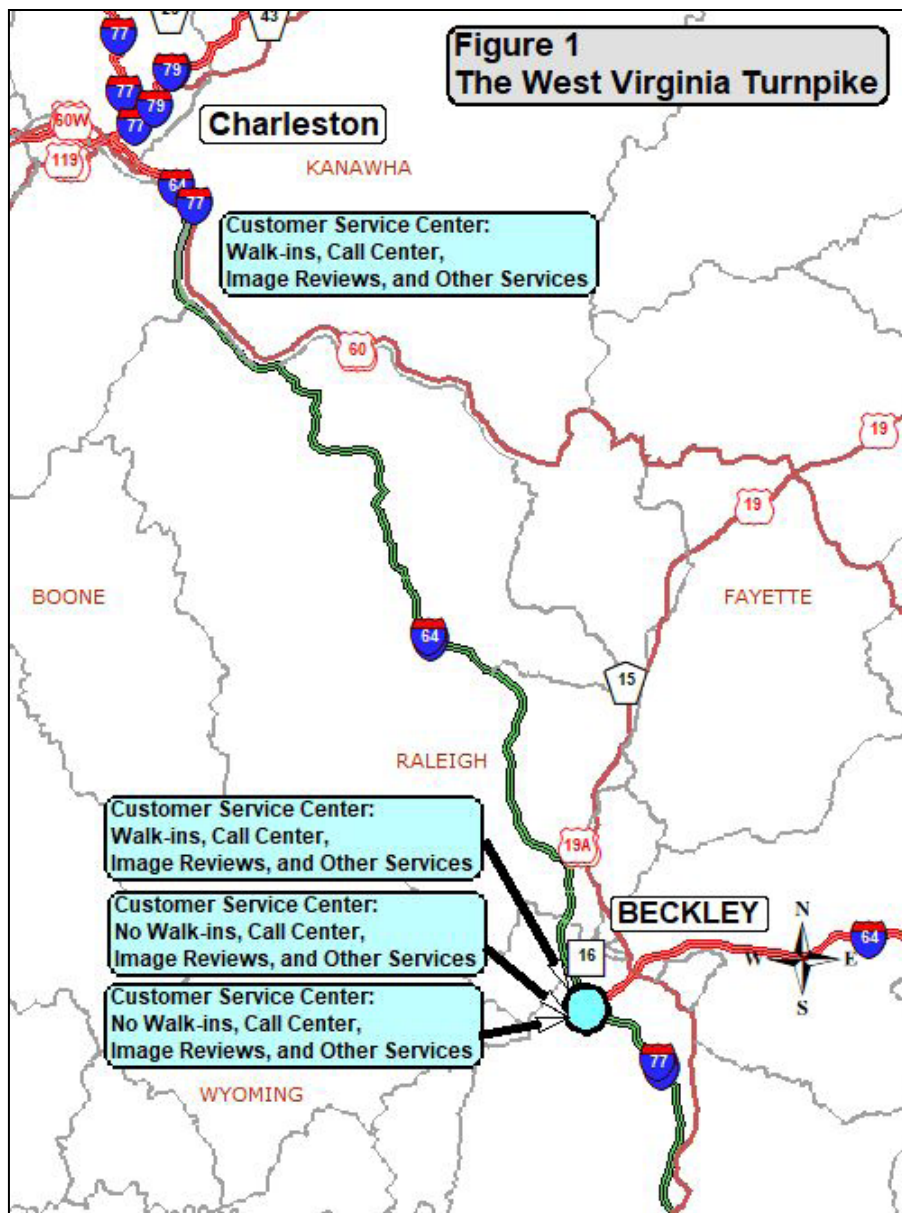 Figure 1
The West Virginia Turnpike
77
43
79
77
79
77
60W
119
Charleston
KANAWHA
64
77
Customer Service Center:
Walk-ins, Call Center,
Image Reviews, and Other Services
60
19
19
BOONE
FAYETTE
64
15
RALEIGH
Customer Service Center:
Walk-ins, Call Center,
Image Reviews, and Other Services
19A
Customer Service Center:
No Walk-ins, Call Center,
Image Reviews, and Other Services
BECKLEY
N
W
E
S
64
16
Customer Service Center:
No Walk-ins, Call Center,
Image Reviews, and Other Services
77
WYOMING